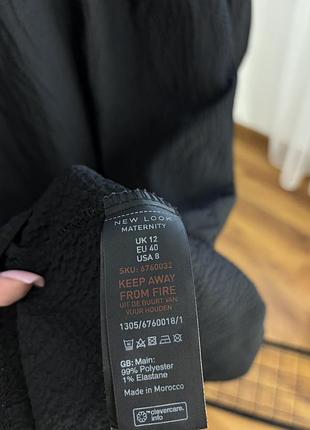 NEW LOOK
MATERNITY
UK 12
EU 40
USA 8
SKU: 6760032
KEEP AWAY
FROM FIRE
UIT DE BUURT VAN
VUUR HOUDEN
1305/6760018/1
GB: Main:
99% Polyester
1% Elastane
Made in Morocco
clevercare.
info